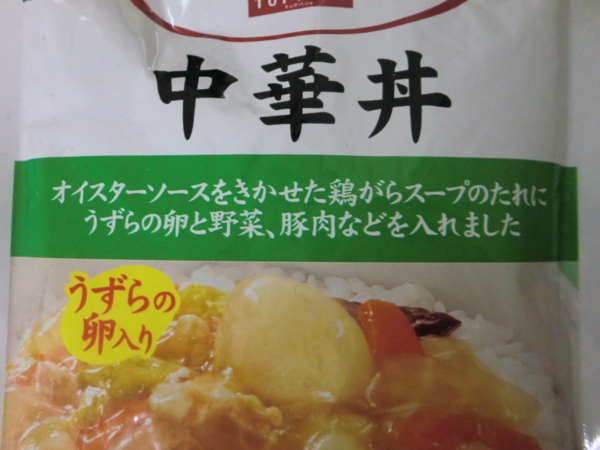 中華丼
オイスターソースをきかせた鶏がらスープのたれに
うずらの卵と野菜、豚肉などを入れました
うずらの
卵入り